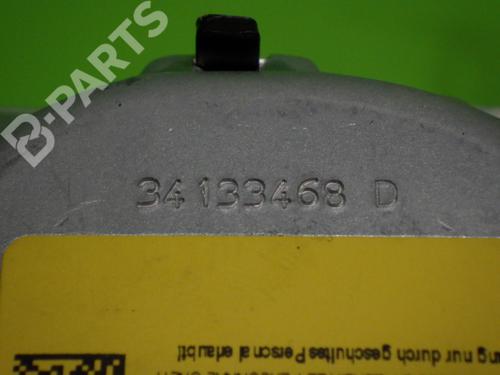 B-PARTS
34133468 D
ng nur durch geschultes Personal erlaubt!